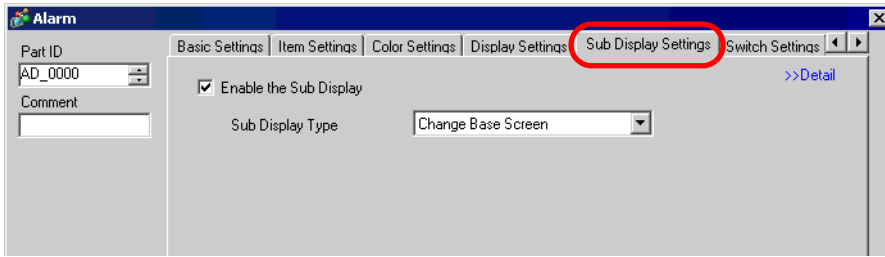 Alarm
Part ID
AD_0000
Comment
Basic Settings Item Settings Color Settings Display Settings Sub Display Settings Switch Settings
>>Detail
Enable the Sub Display
Sub Display Type Change Base Screen